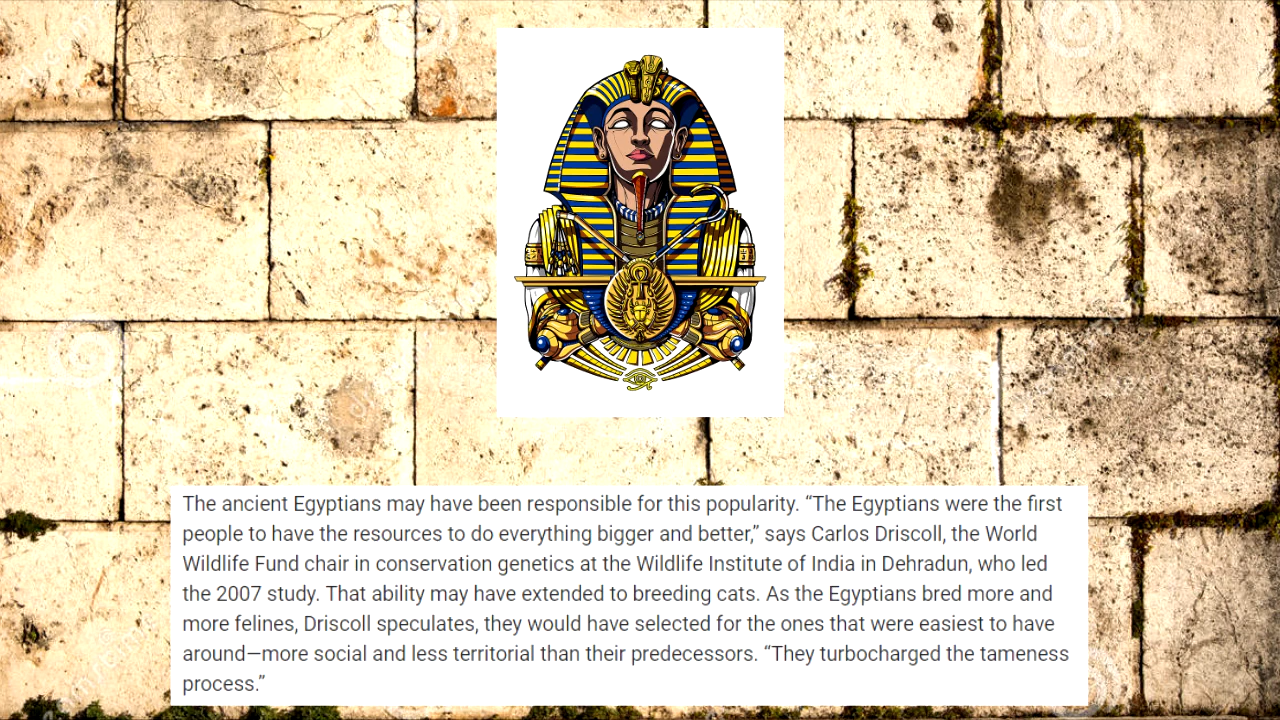 The ancient Egyptians may have been responsible for this popularity. “The Egyptians were the first
people to have the resources to do everything bigger and better,” says Carlos Driscoll, the World
Wildlife Fund chair in conservation genetics at the Wildlife Institute of India in Dehradun, who led
the 2007 study. That ability may have extended to breeding cats. As the Egyptians bred more and
more felines, Driscoll speculates, they would have selected for the ones that were easiest to have
around—more social and less territorial than their predecessors. “They turbocharged the tameness
process.”